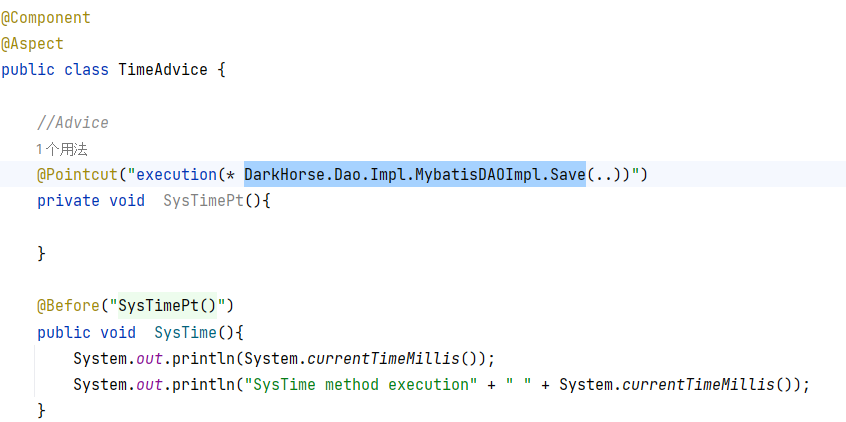 @Component
@Aspect
public class TimeAdvice {
//Advice
1 个用法
@Pointcut("execution(* DarkHorse.Dao.Impl.MybatisDAOImpl.Save(..))")
private void  SysTimePt(){
}
@Before("SysTimePt()")
public void  SysTime(){
System.out.println(System.currentTimeMillis());
System.out.println("SysTime method execution" + " " + System.currentTimeMillis());
}